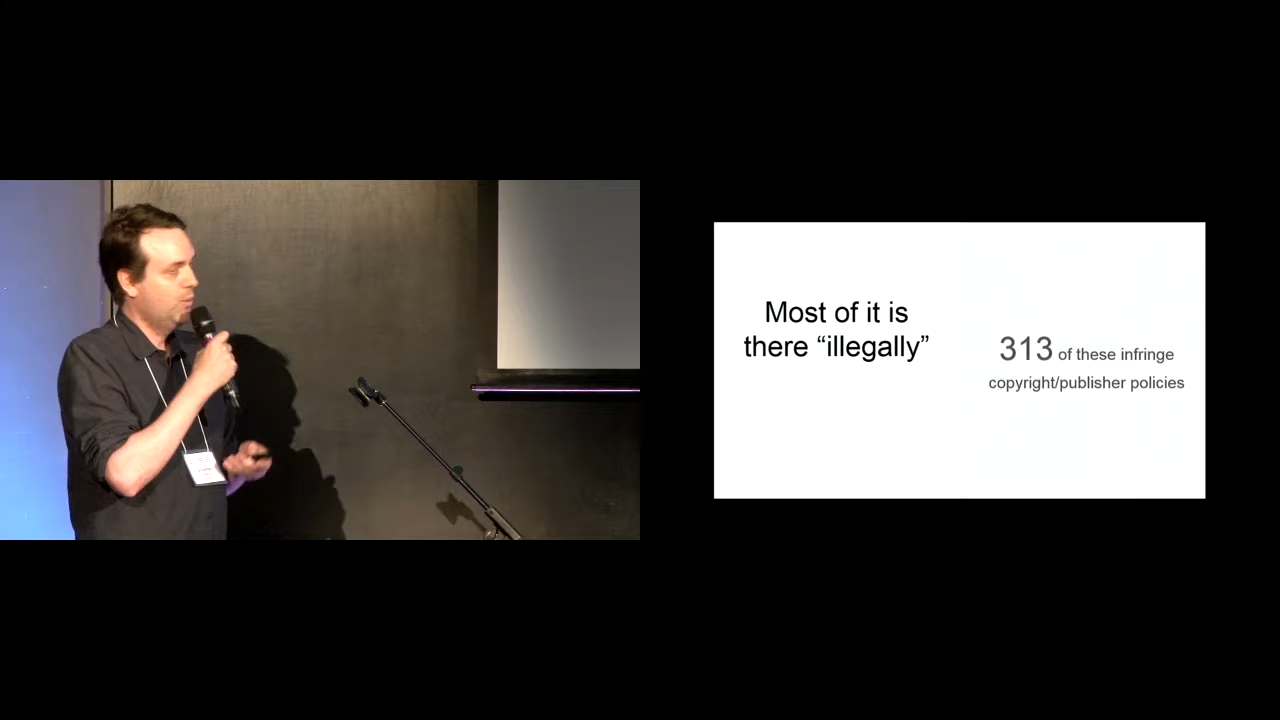 Most of it is
there “illegally”
313 of these infringe
copyright/publisher policies